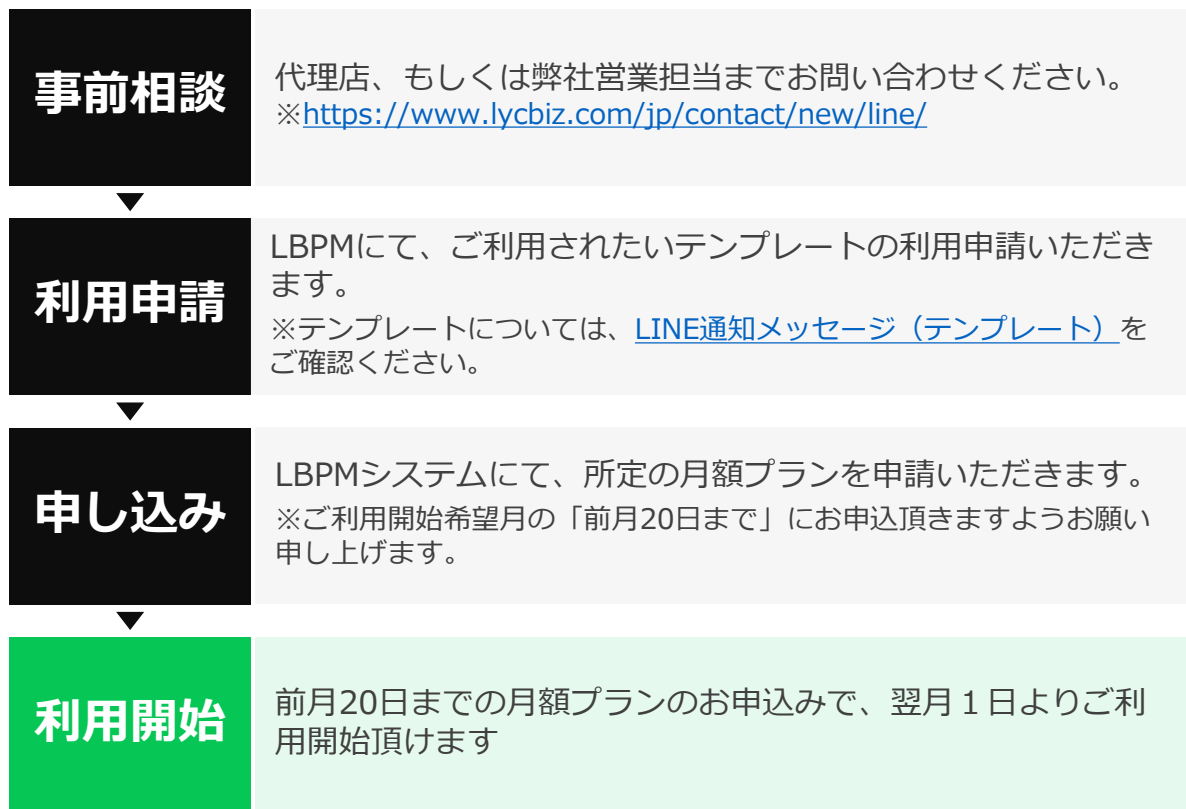 事前相談
代理店、もしくは弊社営業担当までお問い合わせください。
※https://www.lycbiz.com/jp/contact/new/line/
利用申請
LBPMにて、ご利用されたいテンプレートの利用申請いただき
ます。
※テンプレートについては、LINE通知メッセージ（テンプレート）を
ご確認ください。
申し込み
LBPMシステムにて、所定の月額プランを申請いただきます。
※ご利用開始希望月の「前月20日まで」にお申込頂きますようお願い
申し上げます。
利用開始
前月20日までの月額プランのお申込みで、翌月１日よりご利
用開始頂けます